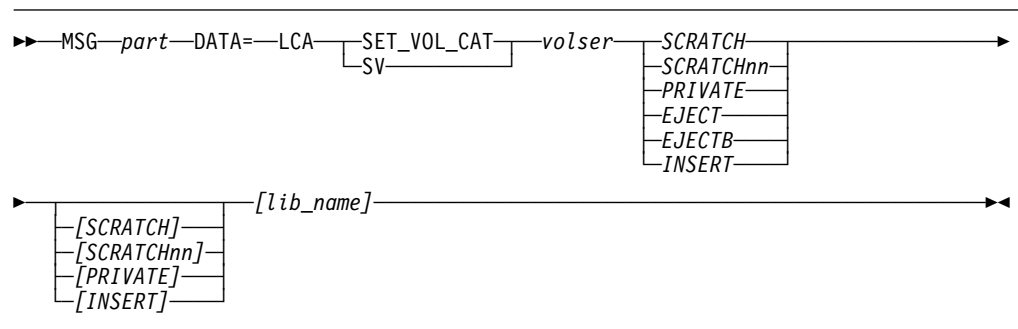 MSG part DATA= LCA SET_VOL_CAT volser SCRATCH
SV SCRATCHnn
PRIVATE
EJECT
EJECTB
INSERT
[lib_name]
[SCRATCH]
[SCRATCHnn]
[PRIVATE]
[INSERT]